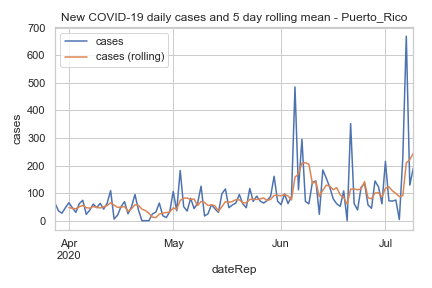 New COVID-19 daily cases and 5 day rolling mean - Puerto_Rico
cases
cases (rolling)
700
600
500
400
300
200
100
0
cases
Apr
2020
May
Jun
Jul
dateRep